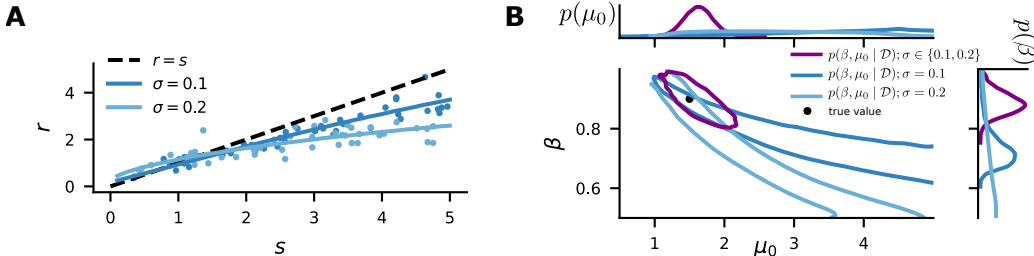 A
r = s
σ = 0.1
σ = 0.2
4
2
0
r
0 1 2 3 4 5
s
B
p(μ₀)
p(β, μ₀ | 𝒟); σ ∈ {0.1, 0.2}
p(β, μ₀ | 𝒟); σ = 0.1
p(β, μ₀ | 𝒟); σ = 0.2
true value
0.8
0.6
β
1 2 3 4
μ₀
p(β)